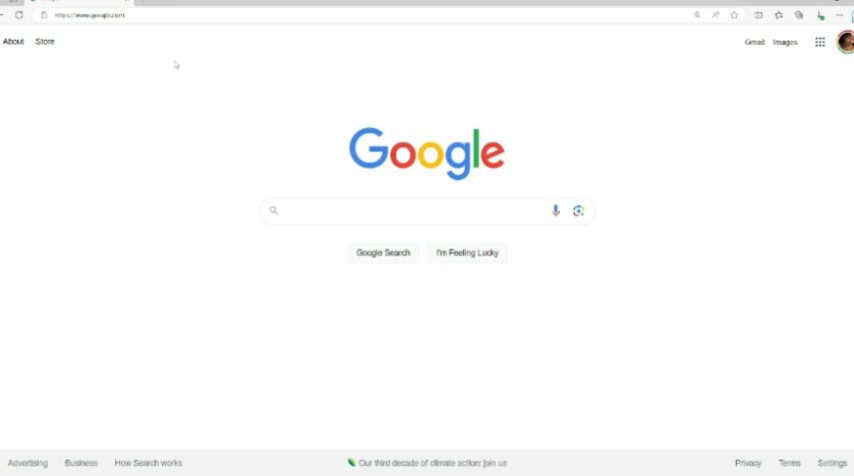 https://www.google.com
About Store Gmail Images
Google
Google Search I'm Feeling Lucky
Advertising Business How Search works Our third decade of climate action: join us Privacy Terms Settings